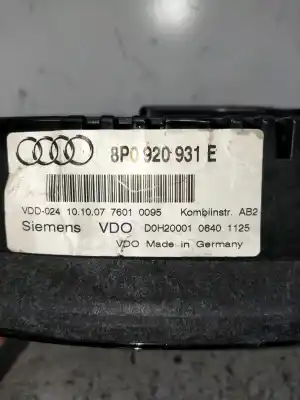 8P0 920 931 E
VDD-024 10.10.07 7601 0095 Kombiinstr. AB2
Siemens VDO D0H20001 0640 1125
VDO Made in Germany